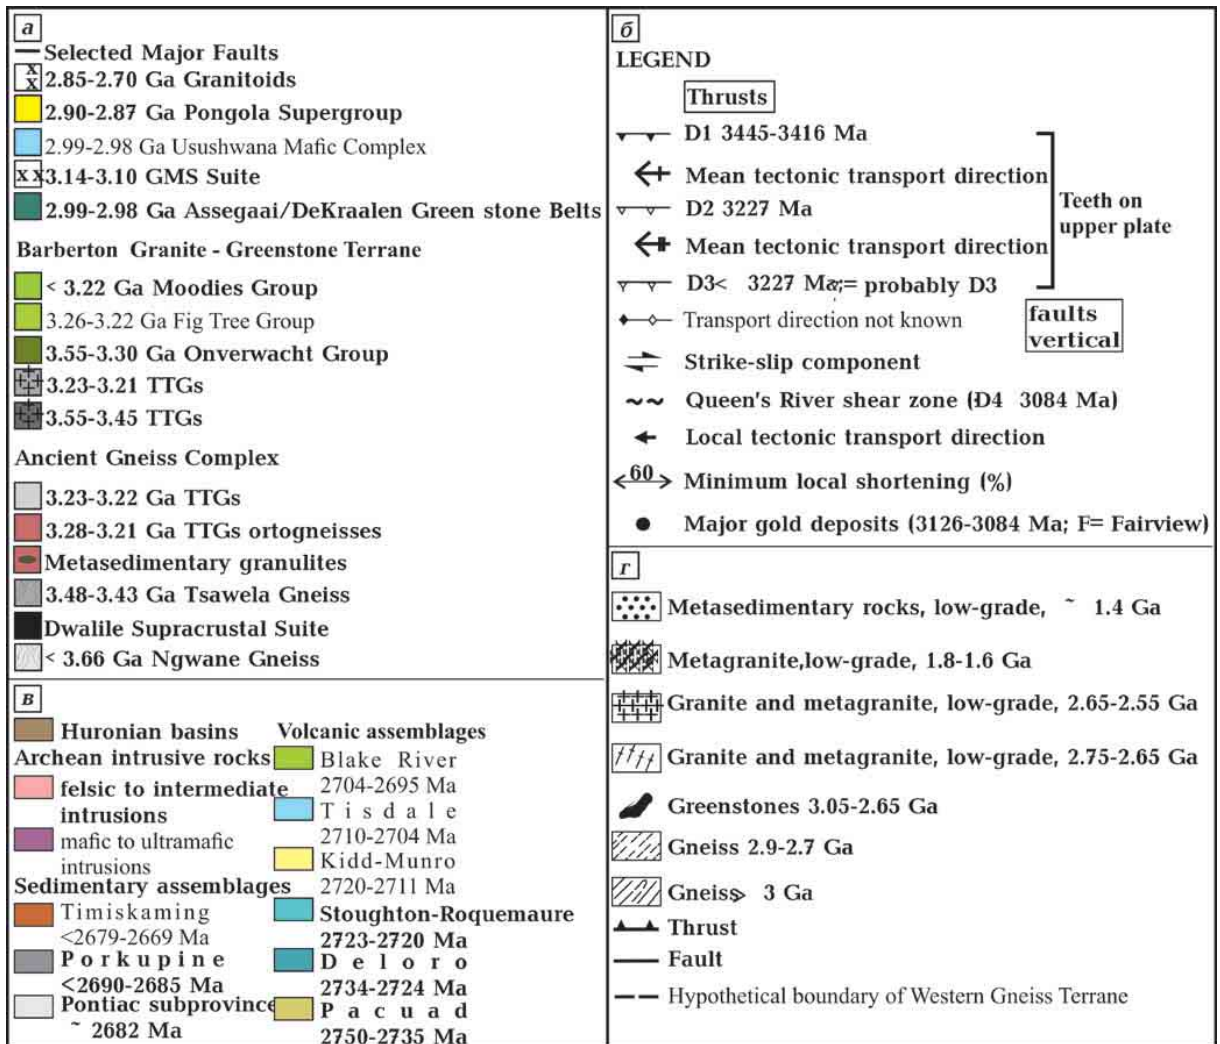 а
Selected Major Faults
x
x
2.85-2.70 Ga Granitoids
2.90-2.87 Ga Pongola Supergroup
2.99-2.98 Ga Usushwana Mafic Complex
x x 3.14-3.10 GMS Suite
2.99-2.98 Ga Assegaai/DeKraalen Green stone Belts
Barberton Granite - Greenstone Terrane
< 3.22 Ga Moodies Group
3.26-3.22 Ga Fig Tree Group
3.55-3.30 Ga Onverwacht Group
3.23-3.21 TTGs
3.55-3.45 TTGs
Ancient Gneiss Complex
3.23-3.22 Ga TTGs
3.28-3.21 Ga TTGs ortogneisses
Metasedimentary granulites
3.48-3.43 Ga Tsawela Gneiss
Dwalile Supracrustal Suite
< 3.66 Ga Ngwane Gneiss
б
LEGEND
Thrusts
D1 3445-3416 Ma
Mean tectonic transport direction
D2 3227 Ma
Mean tectonic transport direction
D3< 3227 Ma;= probably D3
Teeth on
upper plate
Transport direction not known
faults
vertical
Strike-slip component
Queen's River shear zone (D4 3084 Ma)
Local tectonic transport direction
60 Minimum local shortening (%)
Major gold deposits (3126-3084 Ma; F= Fairview)
в
Huronian basins
Archean intrusive rocks
felsic to intermediate
intrusions
mafic to ultramafic
intrusions
Sedimentary assemblages
Timiskaming
<2679-2669 Ma
Porkupine
<2690-2685 Ma
Pontiac subprovince
~ 2682 Ma
Volcanic assemblages
Blake River
2704-2695 Ma
Tisdale
2710-2704 Ma
Kidd-Munro
2720-2711 Ma
Stoughton-Roquemaure
2723-2720 Ma
Deloro
2734-2724 Ma
Pacuad
2750-2735 Ma
г
Metasedimentary rocks, low-grade, ~ 1.4 Ga
Metagranite,low-grade, 1.8-1.6 Ga
Granite and metagranite, low-grade, 2.65-2.55 Ga
Granite and metagranite, low-grade, 2.75-2.65 Ga
Greenstones 3.05-2.65 Ga
Gneiss 2.9-2.7 Ga
Gneiss> 3 Ga
Thrust
Fault
Hypothetical boundary of Western Gneiss Terrane